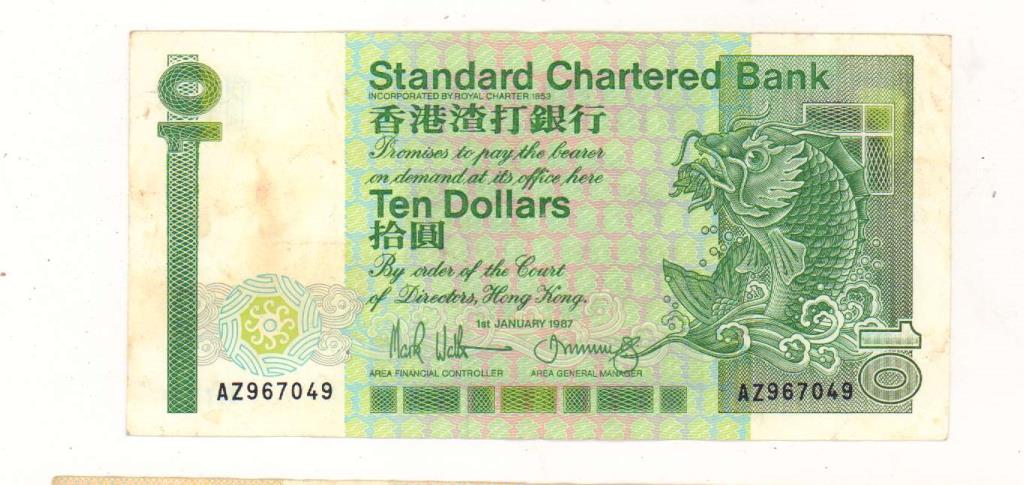 10
Standard Chartered Bank
INCORPORATED BY ROYAL CHARTER 1853
香港渣打銀行
Promises to pay the bearer
on demand at its office here
Ten Dollars
拾圓
By order of the Court
of Directors, Hong Kong.
1st JANUARY 1987
AREA FINANCIAL CONTROLLER AREA GENERAL MANAGER
AZ967049 AZ967049
10